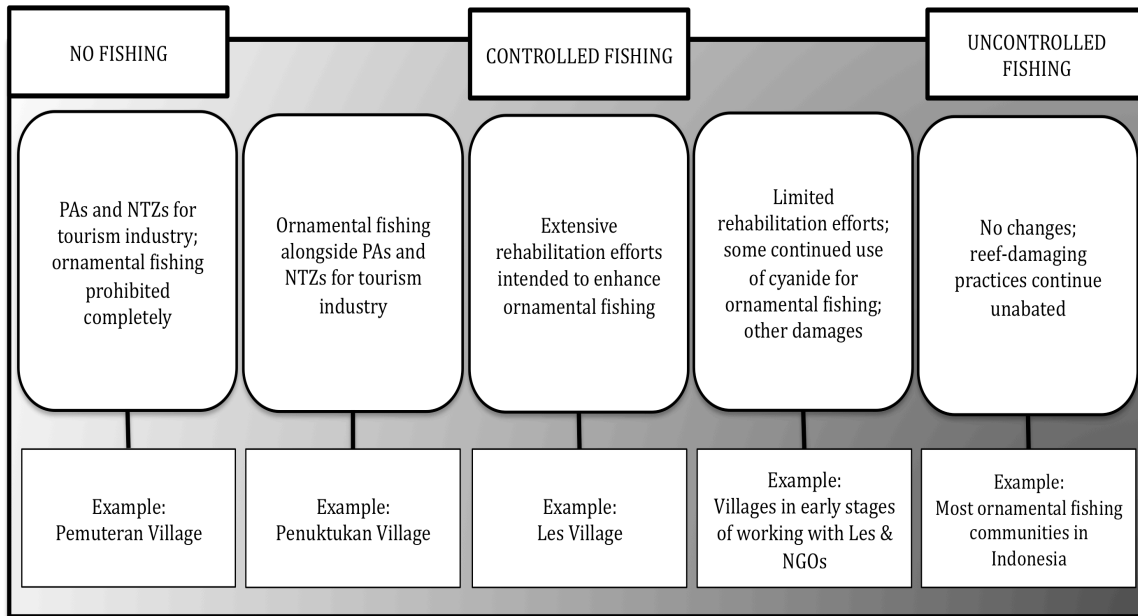 NO FISHING
CONTROLLED FISHING
UNCONTROLLED
FISHING
PAs and NTZs for
tourism industry;
ornamental fishing
prohibited
completely
Ornamental fishing
alongside PAs and
NTZs for tourism
industry
Extensive
rehabilitation efforts
intended to enhance
ornamental fishing
Limited
rehabilitation efforts;
some continued use
of cyanide for
ornamental fishing;
other damages
No changes;
reef-damaging
practices continue
unabated
Example:
Pemuteran Village
Example:
Penuktukan Village
Example:
Les Village
Example:
Villages in early stages
of working with Les &
NGOs
Example:
Most ornamental fishing
communities in
Indonesia